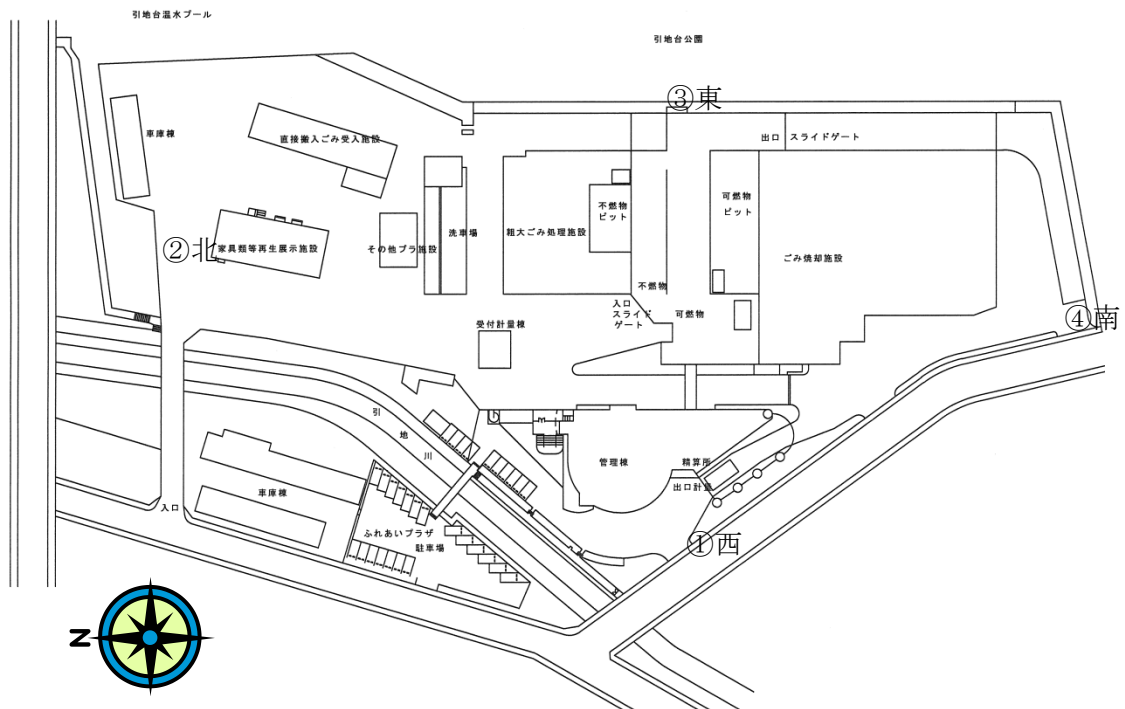 引地台温水プール
引地台公園
③東
車庫棟
直接搬入ごみ受入施設
出口 スライドゲート
不燃物
ピット
可燃物
ピット
②北
家具類等再生展示施設
その他プラ施設
洗車場
粗大ごみ処理施設
ごみ焼却施設
不燃物
入口
スライド
ゲート
可燃物
④南
受付計量棟
引
地
川
管理棟
精算所
出口計量
車庫棟
入口
ふれあいプラザ
駐車場
①西
N